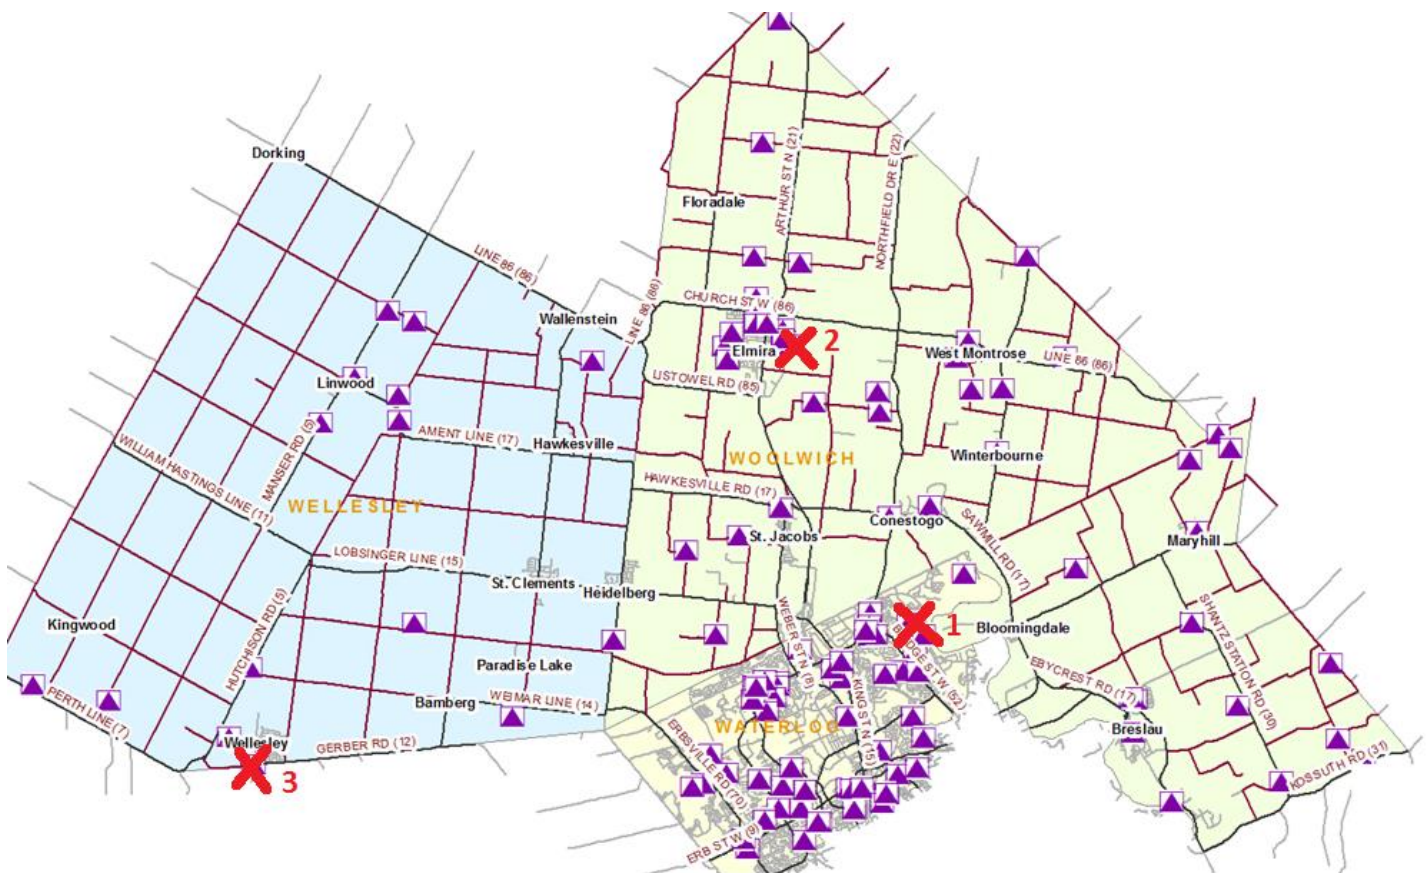 Dorking
ARTHUR ST N (21)
NORTHFIELD DR E (22)
Floradale
LINE 86 (86)
LINE 86 (86)
CHURCH ST W (86)
Wallenstein
2
Elmira
West Montrose
LINE 86 (86)
Linwood
LISTOWEL RD (85)
MANSER RD (5)
AMENT LINE (17)
Hawkesville
WILLIAM HASTINGS LINE (11)
WOOLWICH
Winterbourne
HAWKESVILLE RD (17)
WELLESLEY
Conestogo
SAWMILL RD (17)
St. Jacobs
Maryhill
LOBSINGER LINE (15)
St. Clements
Heidelberg
HUTCHISON RD (5)
WEBER ST N (8)
SHANTZ STATION RD (30)
Kingwood
1
Bloomingdale
BRIDGE ST W (52)
Paradise Lake
EBYCREST RD (17)
KING ST N (15)
PERTH LINE (7)
Bamberg
WEIMAR LINE (14)
WATERLOO
Breslau
Wellesley
GERBER RD (12)
ERBSVILLE RD (70)
KOSSUTH RD (31)
3
ERB ST W (9)